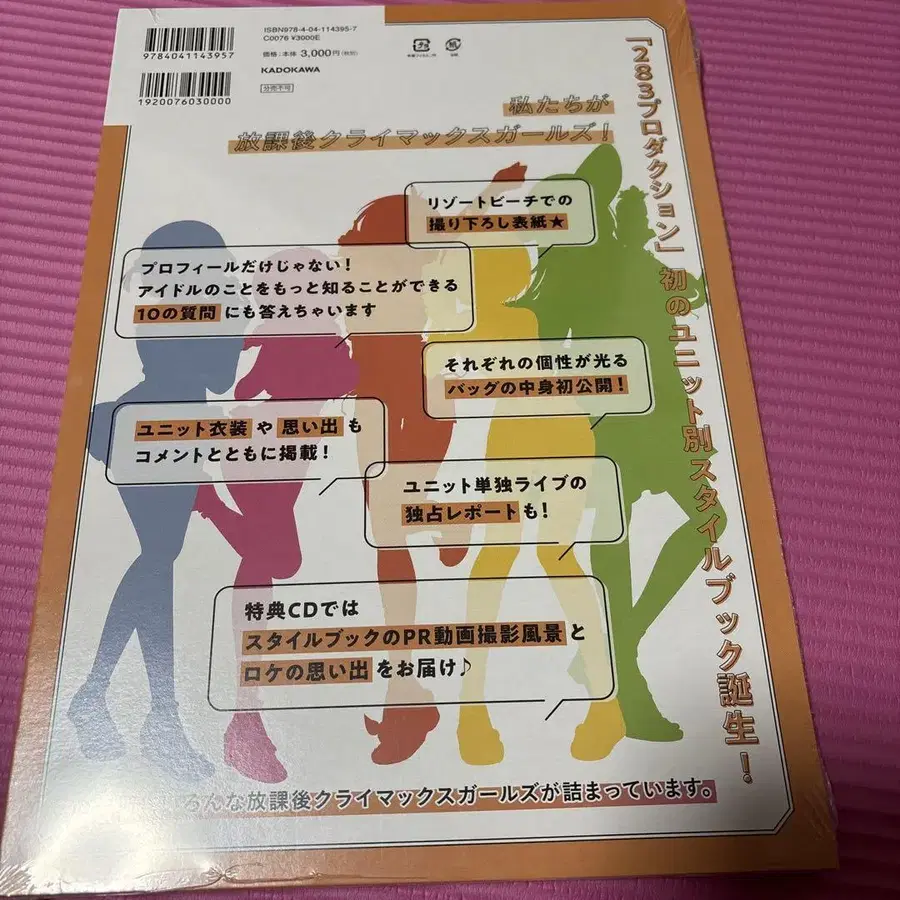 ISBN978-4-04-114395-7
C0076 ¥3000E
価格:本体 3,000円(税別)
KADOKAWA
分売不可
9784041143957
1920076030000
私たちが
放課後クライマックスガールズ!
「283プロダクション」初のユニット別スタイルブック誕生!
リゾートビーチでの
撮り下ろし表紙★
プロフィールだけじゃない!
アイドルのことをもっと知ることができる
10の質問 にも答えちゃいます
それぞれの個性が光る
バッグの中身初公開!
ユニット衣装 や 思い出 も
コメントとともに掲載!
ユニット単独ライブの
独占レポートも!
特典CDでは
スタイルブックのPR動画撮影風景 と
ロケの思い出 をお届け♪
ろんな放課後クライマックスガールズが詰まっています。